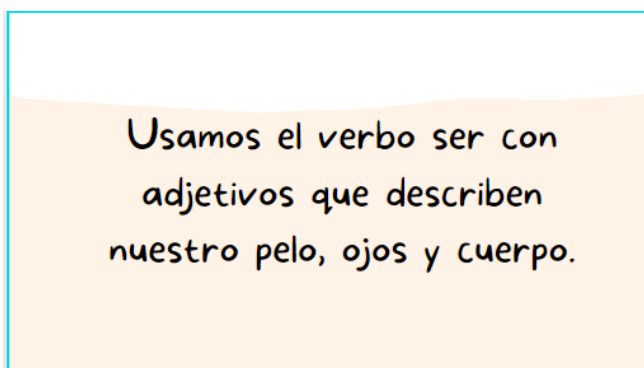 Usamos el verbo ser con
adjetivos que describen
nuestro pelo, ojos y cuerpo.